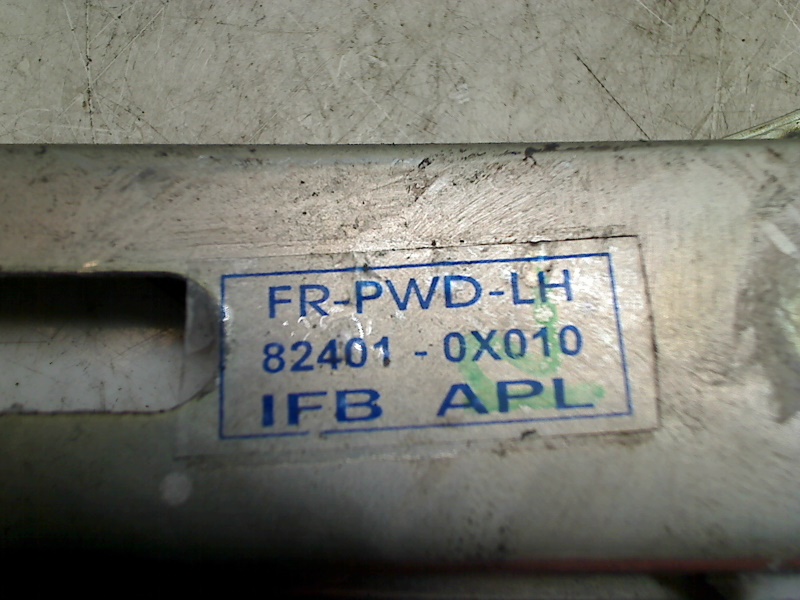 FR-PWD-LH
82401 - 0X010
IFB APL